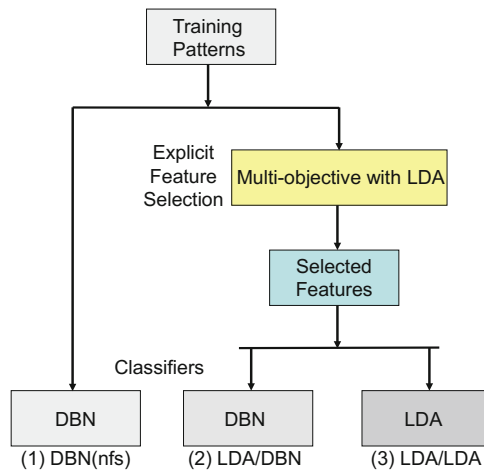 Training
Patterns
Explicit
Feature
Selection
Multi-objective with LDA
Selected
Features
Classifiers
DBN
DBN
LDA
(1) DBN(nfs)
(2) LDA/DBN
(3) LDA/LDA